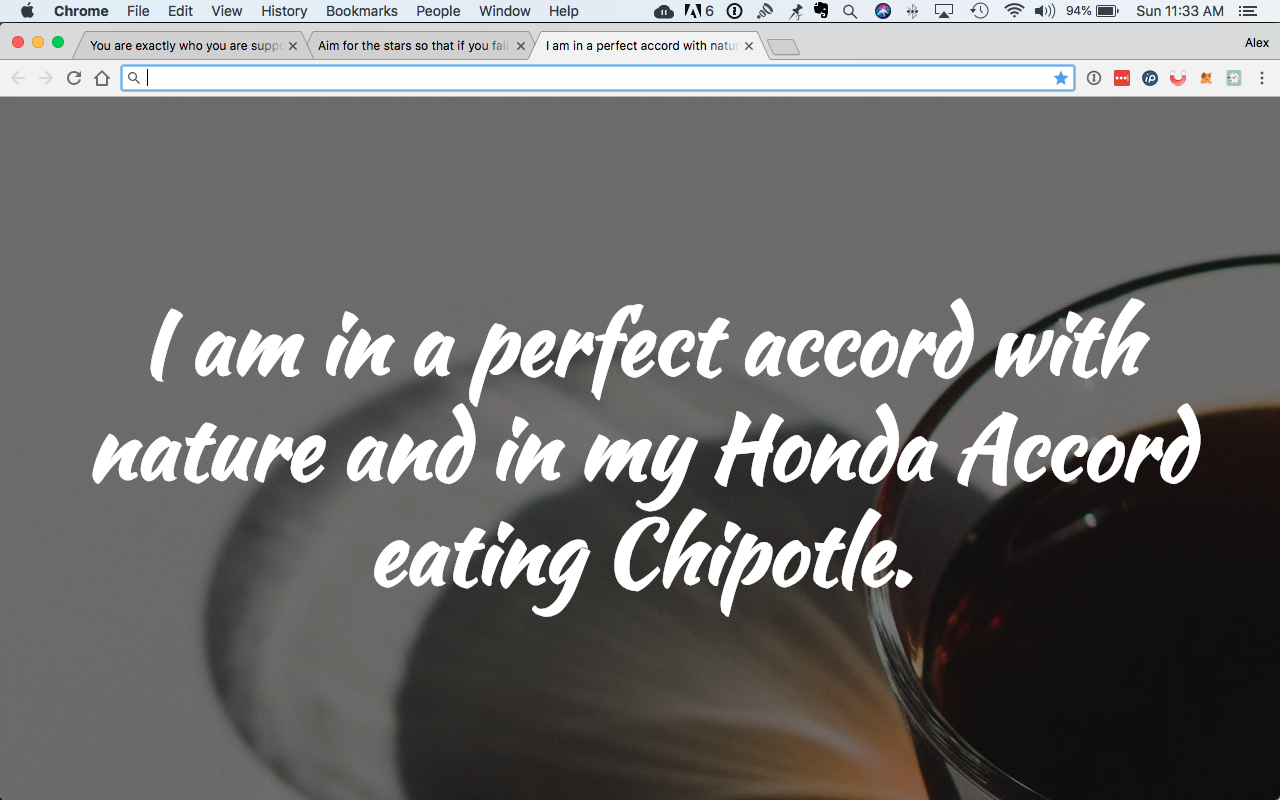 Chrome File Edit View History Bookmarks People Window Help 6 94% Sun 11:33 AM
You are exactly who you are supp Aim for the stars so that if you fail I am in a perfect accord with natur Alex
I am in a perfect accord with
nature and in my Honda Accord
eating Chipotle.